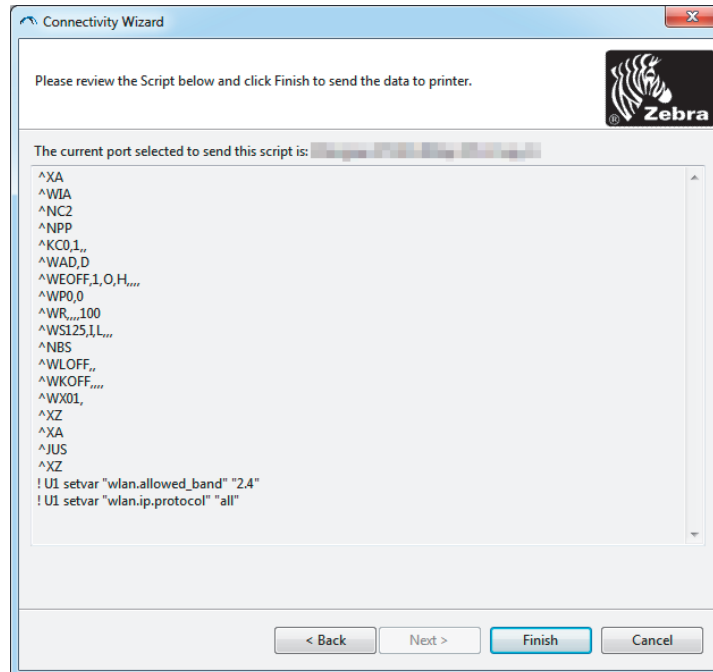 Connectivity Wizard
Please review the Script below and click Finish to send the data to printer.
® Zebra
The current port selected to send this script is:
^XA
^WIA
^NC2
^NPP
^KC0,1,,
^WAD,D
^WEOFF,1,O,H,,,,
^WP0,0
^WR,,,,100
^WS125,I,L,,,
^NBS
^WLOFF,,
^WKOFF,,,,
^WX01,
^XZ
^XA
^JUS
^XZ
! U1 setvar "wlan.allowed_band" "2.4"
! U1 setvar "wlan.ip.protocol" "all"
< Back Next > Finish Cancel